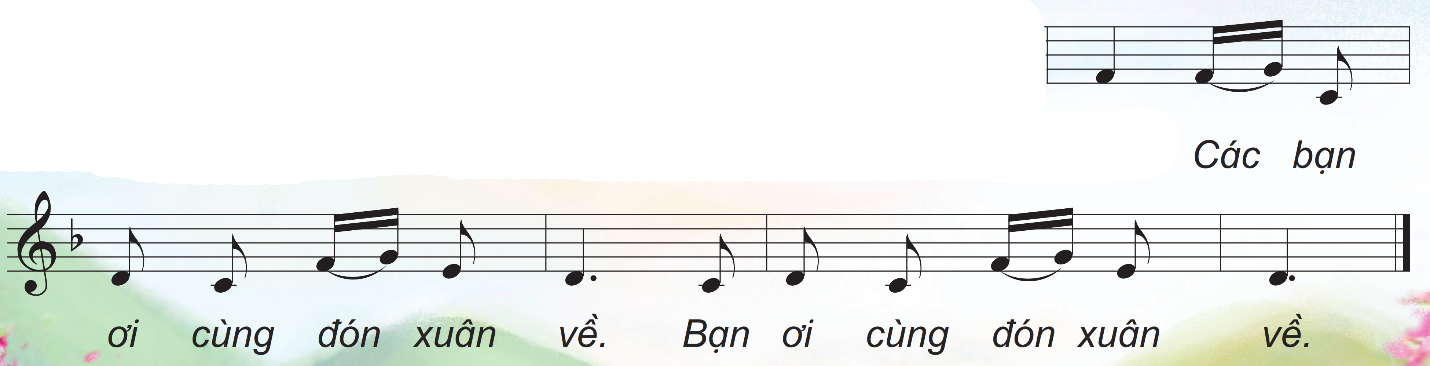 Các bạn
ơi cùng đón xuân về. Bạn ơi cùng đón xuân về.